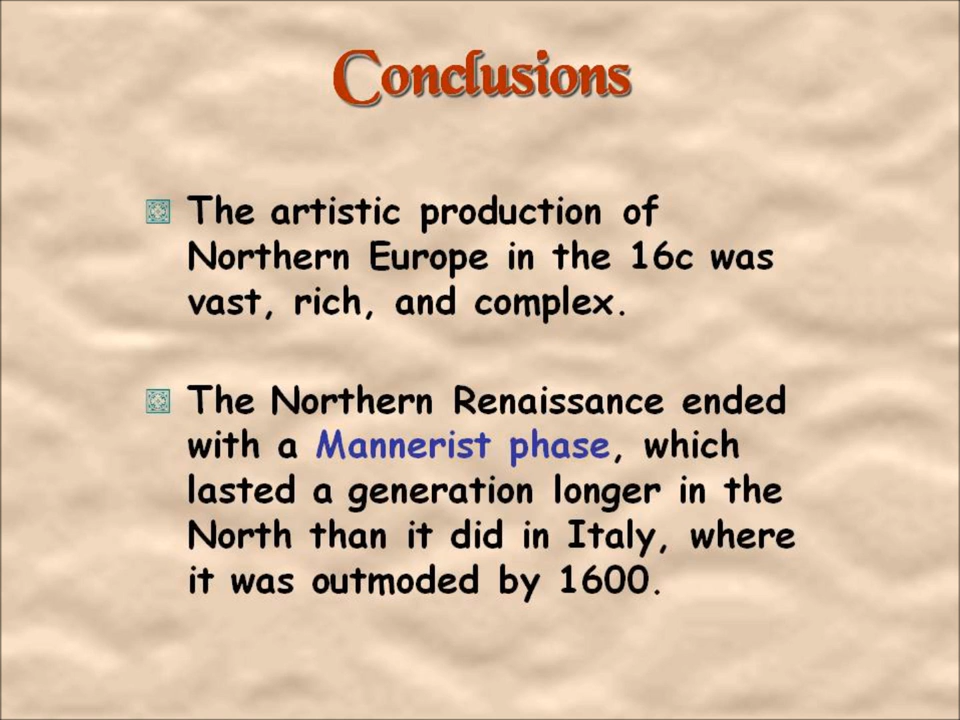 Conclusions
The artistic production of
Northern Europe in the 16c was
vast, rich, and complex.
The Northern Renaissance ended
with a Mannerist phase, which
lasted a generation longer in the
North than it did in Italy, where
it was outmoded by 1600.